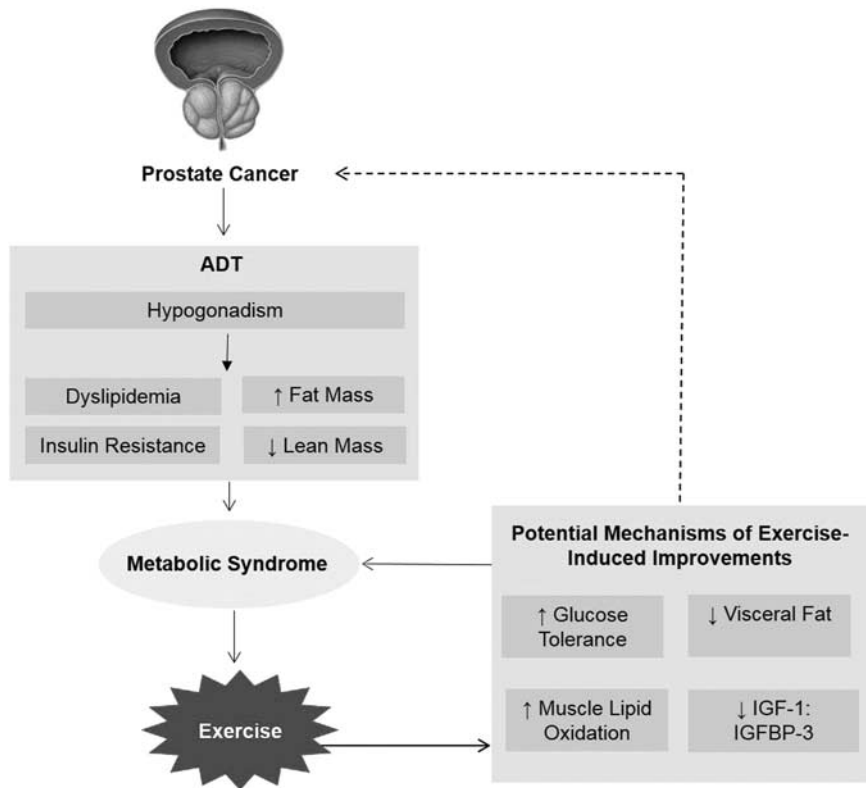 Prostate Cancer
ADT
Hypogonadism
Dyslipidemia
↑ Fat Mass
Insulin Resistance
↓ Lean Mass
Metabolic Syndrome
Exercise
Potential Mechanisms of Exercise-
Induced Improvements
↑ Glucose
Tolerance
↓ Visceral Fat
↑ Muscle Lipid
Oxidation
↓ IGF-1:
IGFBP-3